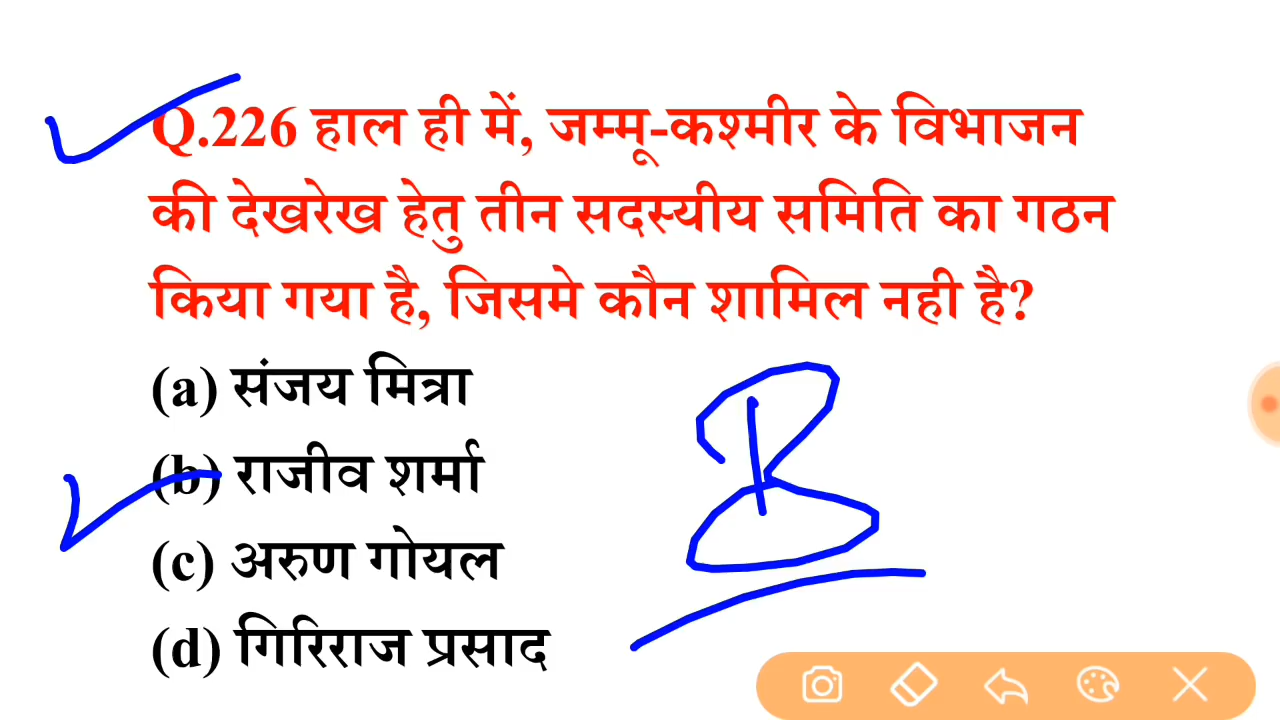 Q.226 हाल ही में, जम्मू-कश्मीर के विभाजन
की देखरेख हेतु तीन सदस्यीय समिति का गठन
किया गया है, जिसमे कौन शामिल नही है?
(a) संजय मित्रा
(b) राजीव शर्मा
(c) अरुण गोयल
(d) गिरिराज प्रसाद
B